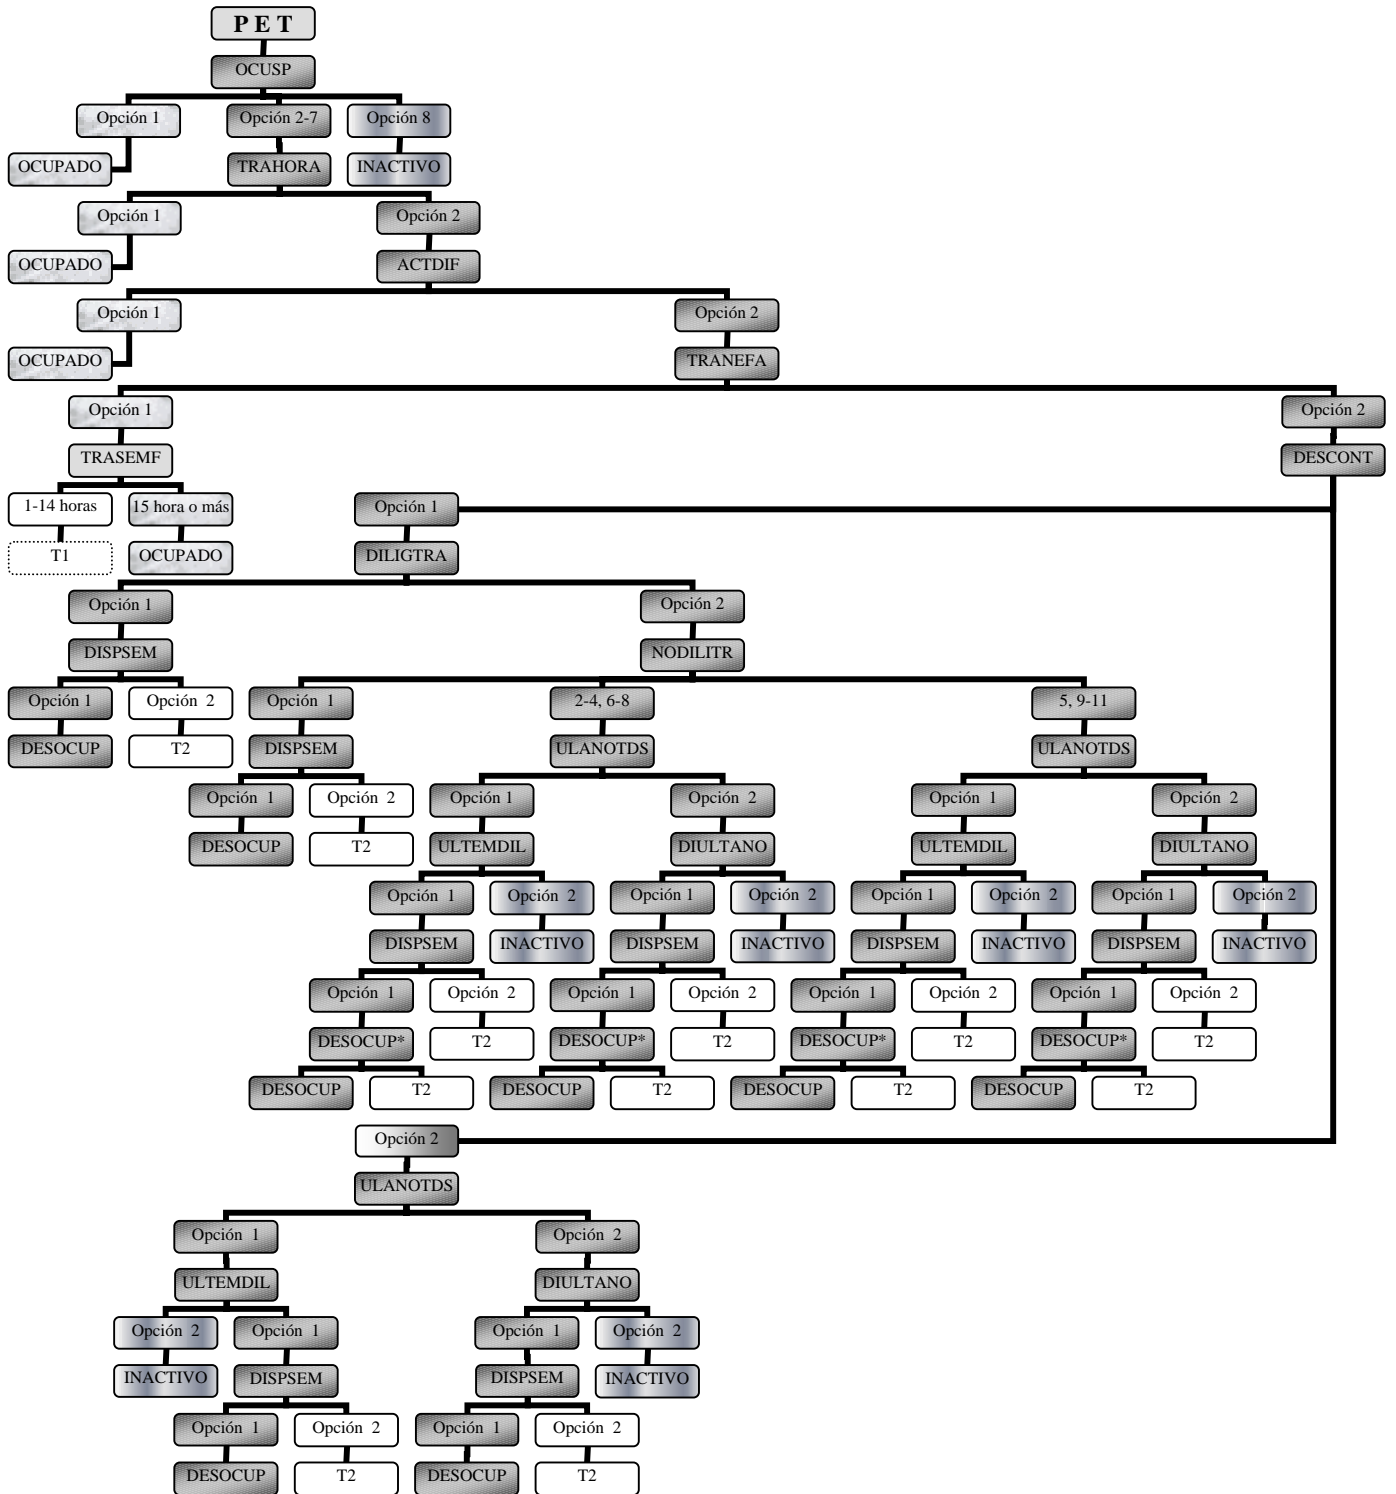 P E T
OCUSP
Opción 1 Opción 2-7 Opción 8
OCUPADO TRAHORA INACTIVO
Opción 1 Opción 2
OCUPADO ACTDIF
Opción 1 Opción 2
OCUPADO TRANEFA
Opción 1 Opción 2
TRASEMF DESCONT
1-14 horas 15 hora o más Opción 1
T1 OCUPADO DILIGTRA
Opción 1 Opción 2
DISPSEM NODILITR
Opción 1 Opción 2 Opción 1 2-4, 6-8 5, 9-11
DESOCUP T2 DISPSEM ULANOTDS ULANOTDS
Opción 1 Opción 2 Opción 1 Opción 2 Opción 1 Opción 2
DESOCUP T2 ULTEMDIL DIULTANO ULTEMDIL DIULTANO
Opción 1 Opción 2 Opción 1 Opción 2 Opción 1 Opción 2 Opción 1 Opción 2
DISPSEM INACTIVO DISPSEM INACTIVO DISPSEM INACTIVO DISPSEM INACTIVO
Opción 1 Opción 2 Opción 1 Opción 2 Opción 1 Opción 2 Opción 1 Opción 2
DESOCUP* T2 DESOCUP* T2 DESOCUP* T2 DESOCUP* T2
DESOCUP T2 DESOCUP T2 DESOCUP T2 DESOCUP T2
Opción 2
ULANOTDS
Opción 1 Opción 2
ULTEMDIL DIULTANO
Opción 2 Opción 1 Opción 1 Opción 2
INACTIVO DISPSEM DISPSEM INACTIVO
Opción 1 Opción 2 Opción 1 Opción 2
DESOCUP T2 DESOCUP T2